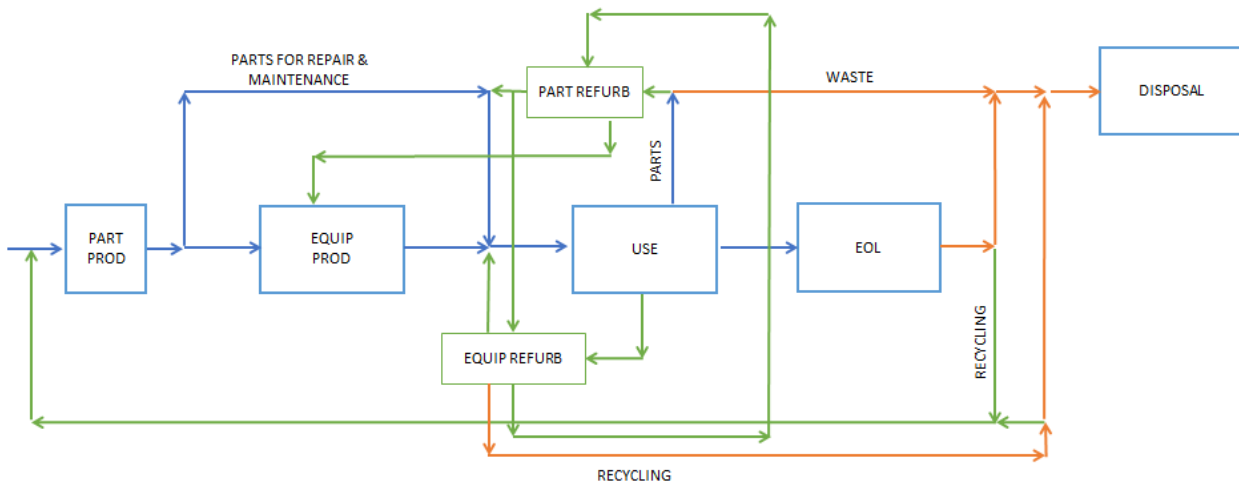 PARTS FOR REPAIR &
MAINTENANCE
PART REFURB
WASTE
DISPOSAL
PARTS
PART
PROD
EQUIP
PROD
USE
EOL
EQUIP REFURB
RECYCLING
RECYCLING